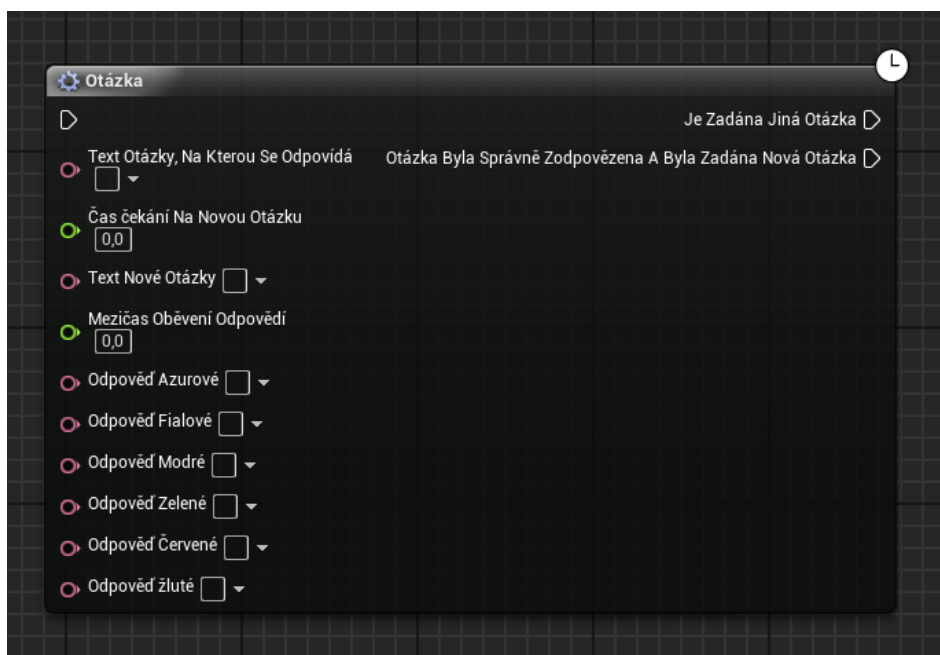 Otázka
Je Zadána Jiná Otázka
Text Otázky, Na Kterou Se Odpovídá
Otázka Byla Správně Zodpovězena A Byla Zadána Nová Otázka
Čas čekání Na Novou Otázku
0,0
Text Nové Otázky
Mezičas Oběvení Odpovědí
0,0
Odpověď Azurové
Odpověď Fialové
Odpověď Modré
Odpověď Zelené
Odpověď Červené
Odpověď žluté